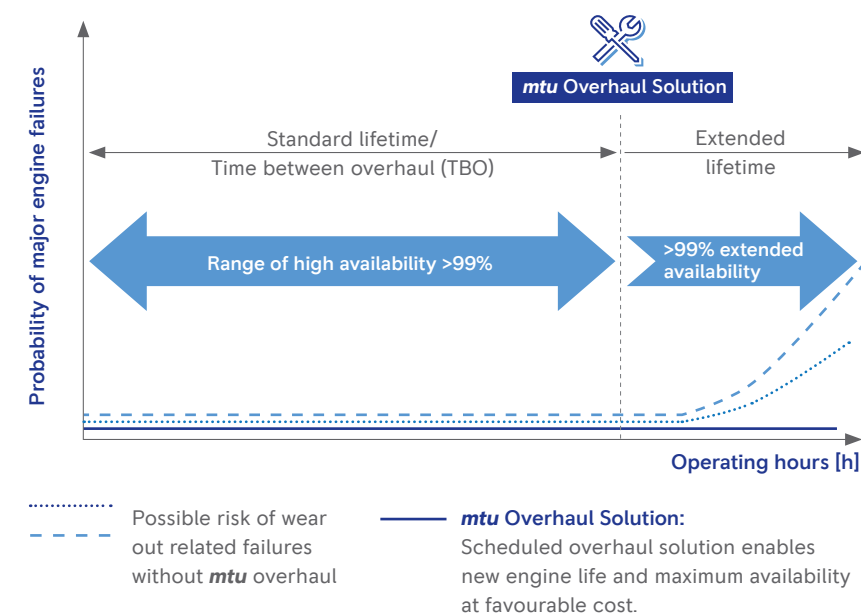 mtu Overhaul Solution
Probability of major engine failures
Standard lifetime/
Time between overhaul (TBO)
Extended
lifetime
Range of high availability >99%
>99% extended
availability
Operating hours [h]
Possible risk of wear
out related failures
without mtu overhaul
mtu Overhaul Solution:
Scheduled overhaul solution enables
new engine life and maximum availability
at favourable cost.